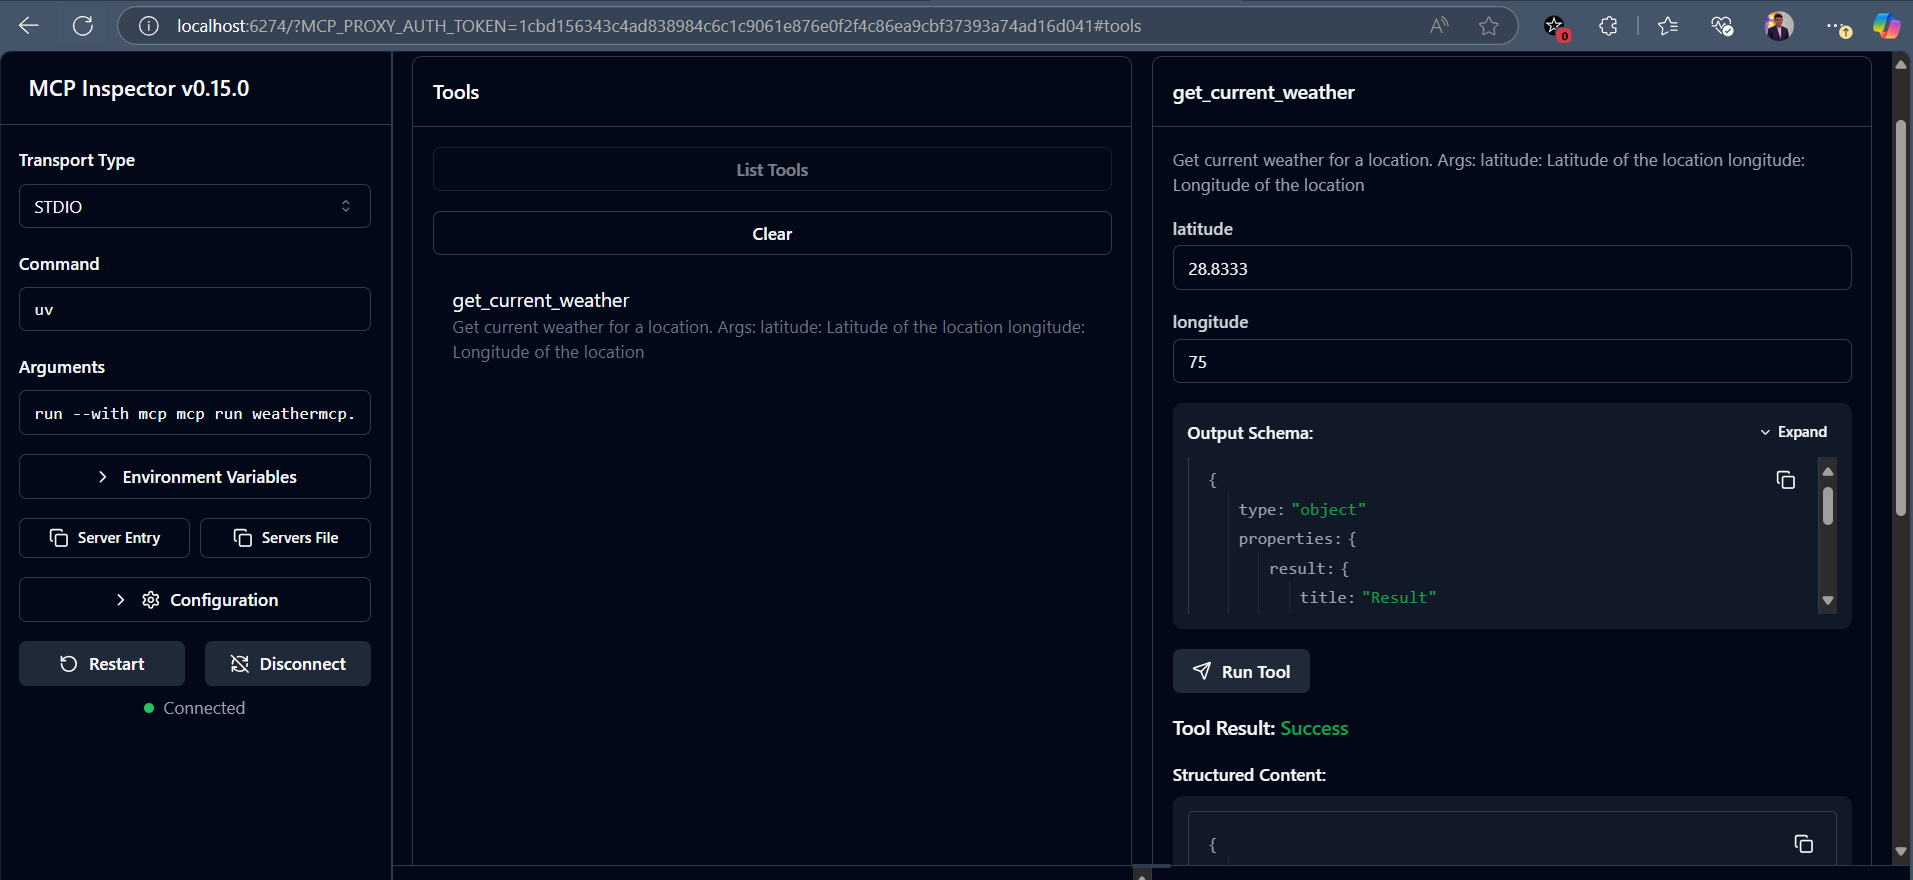 localhost:6274/?MCP_PROXY_AUTH_TOKEN=1cbd156343c4ad838984c6c1c9061e876e0f2f4c86ea9cbf37393a74ad16d041#tools
0
MCP Inspector v0.15.0
Transport Type
STDIO
Command
uv
Arguments
run --with mcp mcp run weathermcp.
Environment Variables
Server Entry
Servers File
Configuration
Restart
Disconnect
Connected
Tools
List Tools
Clear
get_current_weather
Get current weather for a location. Args: latitude: Latitude of the location longitude:
Longitude of the location
get_current_weather
Get current weather for a location. Args: latitude: Latitude of the location longitude:
Longitude of the location
latitude
28.8333
longitude
75
Output Schema:
Expand
{
type: "object"
properties: {
result: {
title: "Result"
Run Tool
Tool Result: Success
Structured Content:
{